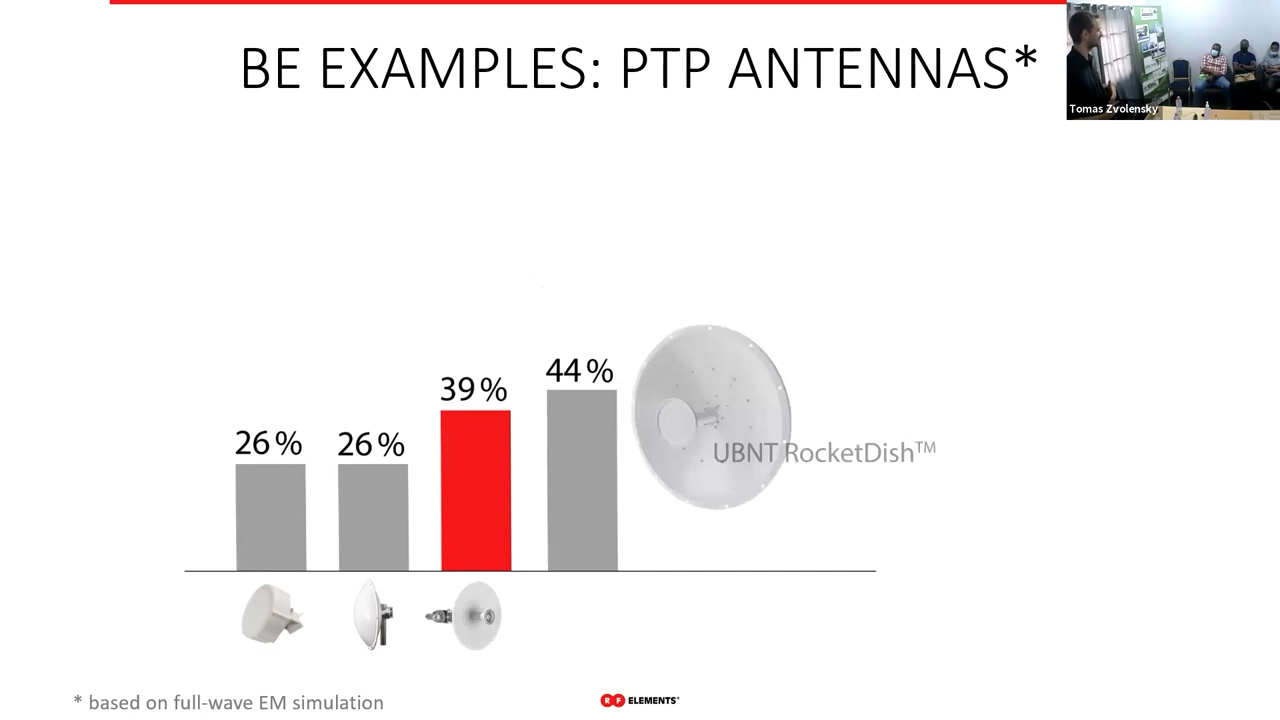 BE EXAMPLES: PTP ANTENNAS*
Tomas Zvolensky
44 %
39 %
26 %
26 %
UBNT RocketDish™
* based on full-wave EM simulation
RF ELEMENTS®